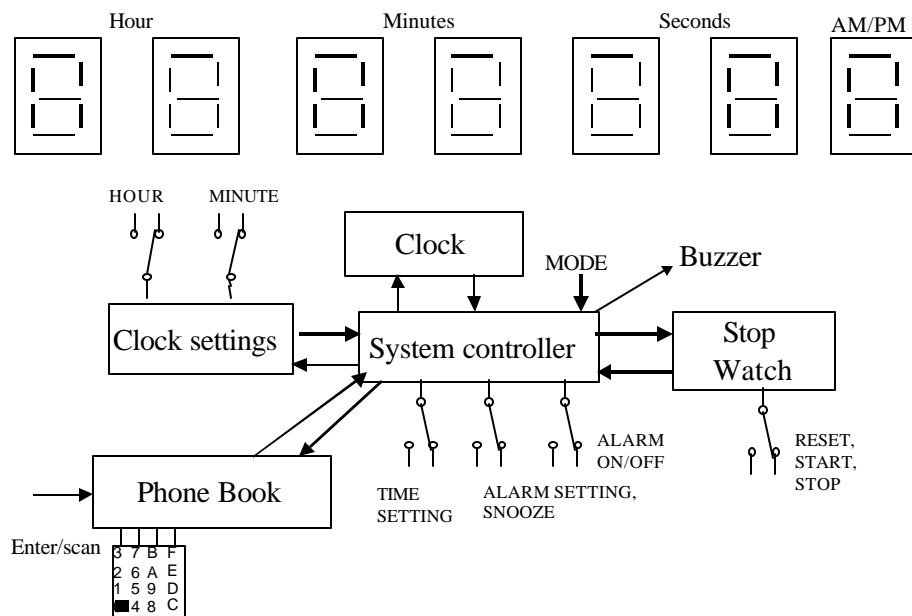 Hour Minutes Seconds AM/PM
HOUR MINUTE
Clock
MODE
Buzzer
Clock settings
System controller
Stop
Watch
ALARM
ON/OFF
RESET,
START,
STOP
TIME
SETTING
ALARM SETTING,
SNOOZE
Phone Book
Enter/scan
3 7 B F
2 6 A E
1 5 9 D
4 8 C